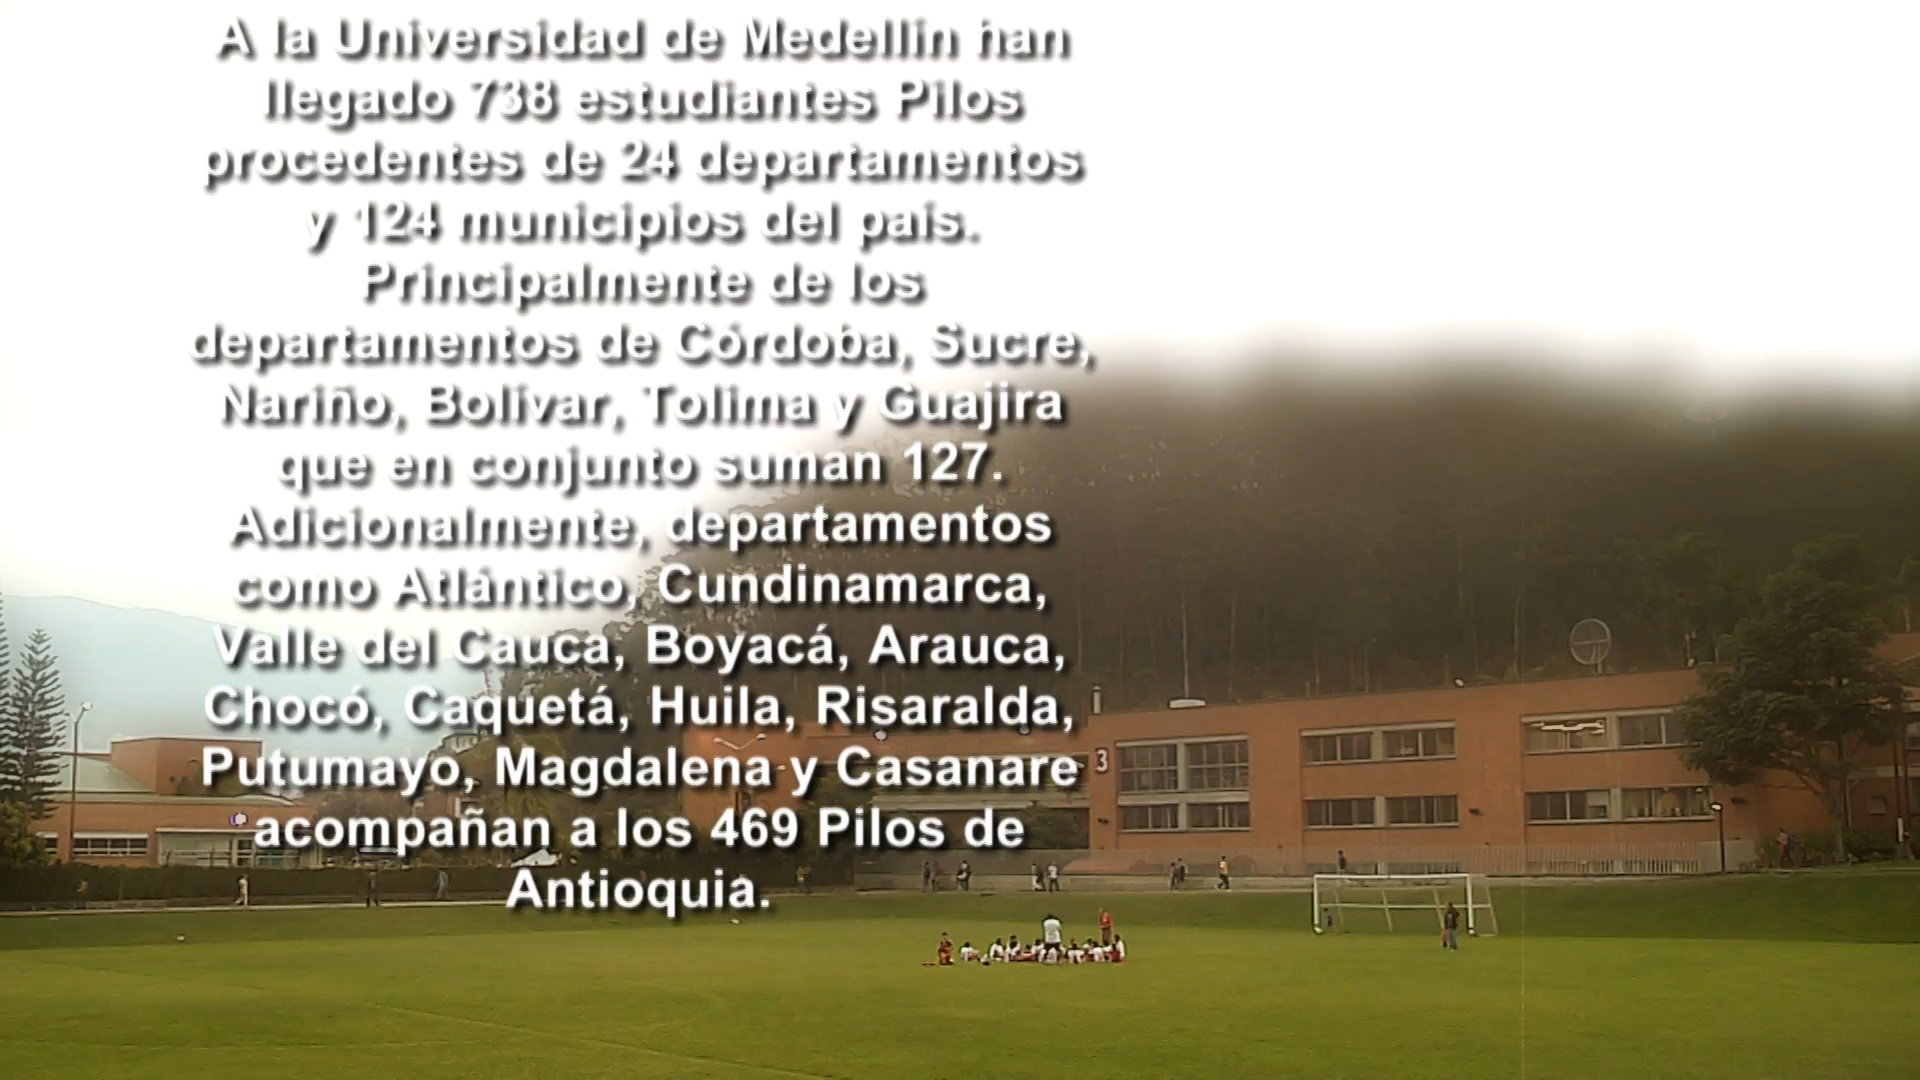 A la Universidad de Medellín han
llegado 738 estudiantes Pilos
procedentes de 24 departamentos
y 124 municipios del país.
Principalmente de los
departamentos de Córdoba, Sucre,
Nariño, Bolívar, Tolima y Guajira
que en conjunto suman 127.
Adicionalmente, departamentos
como Atlántico, Cundinamarca,
Valle del Cauca, Boyacá, Arauca,
Chocó, Caquetá, Huila, Risaralda,
Putumayo, Magdalena y Casanare
acompañan a los 469 Pilos de
Antioquia.
3